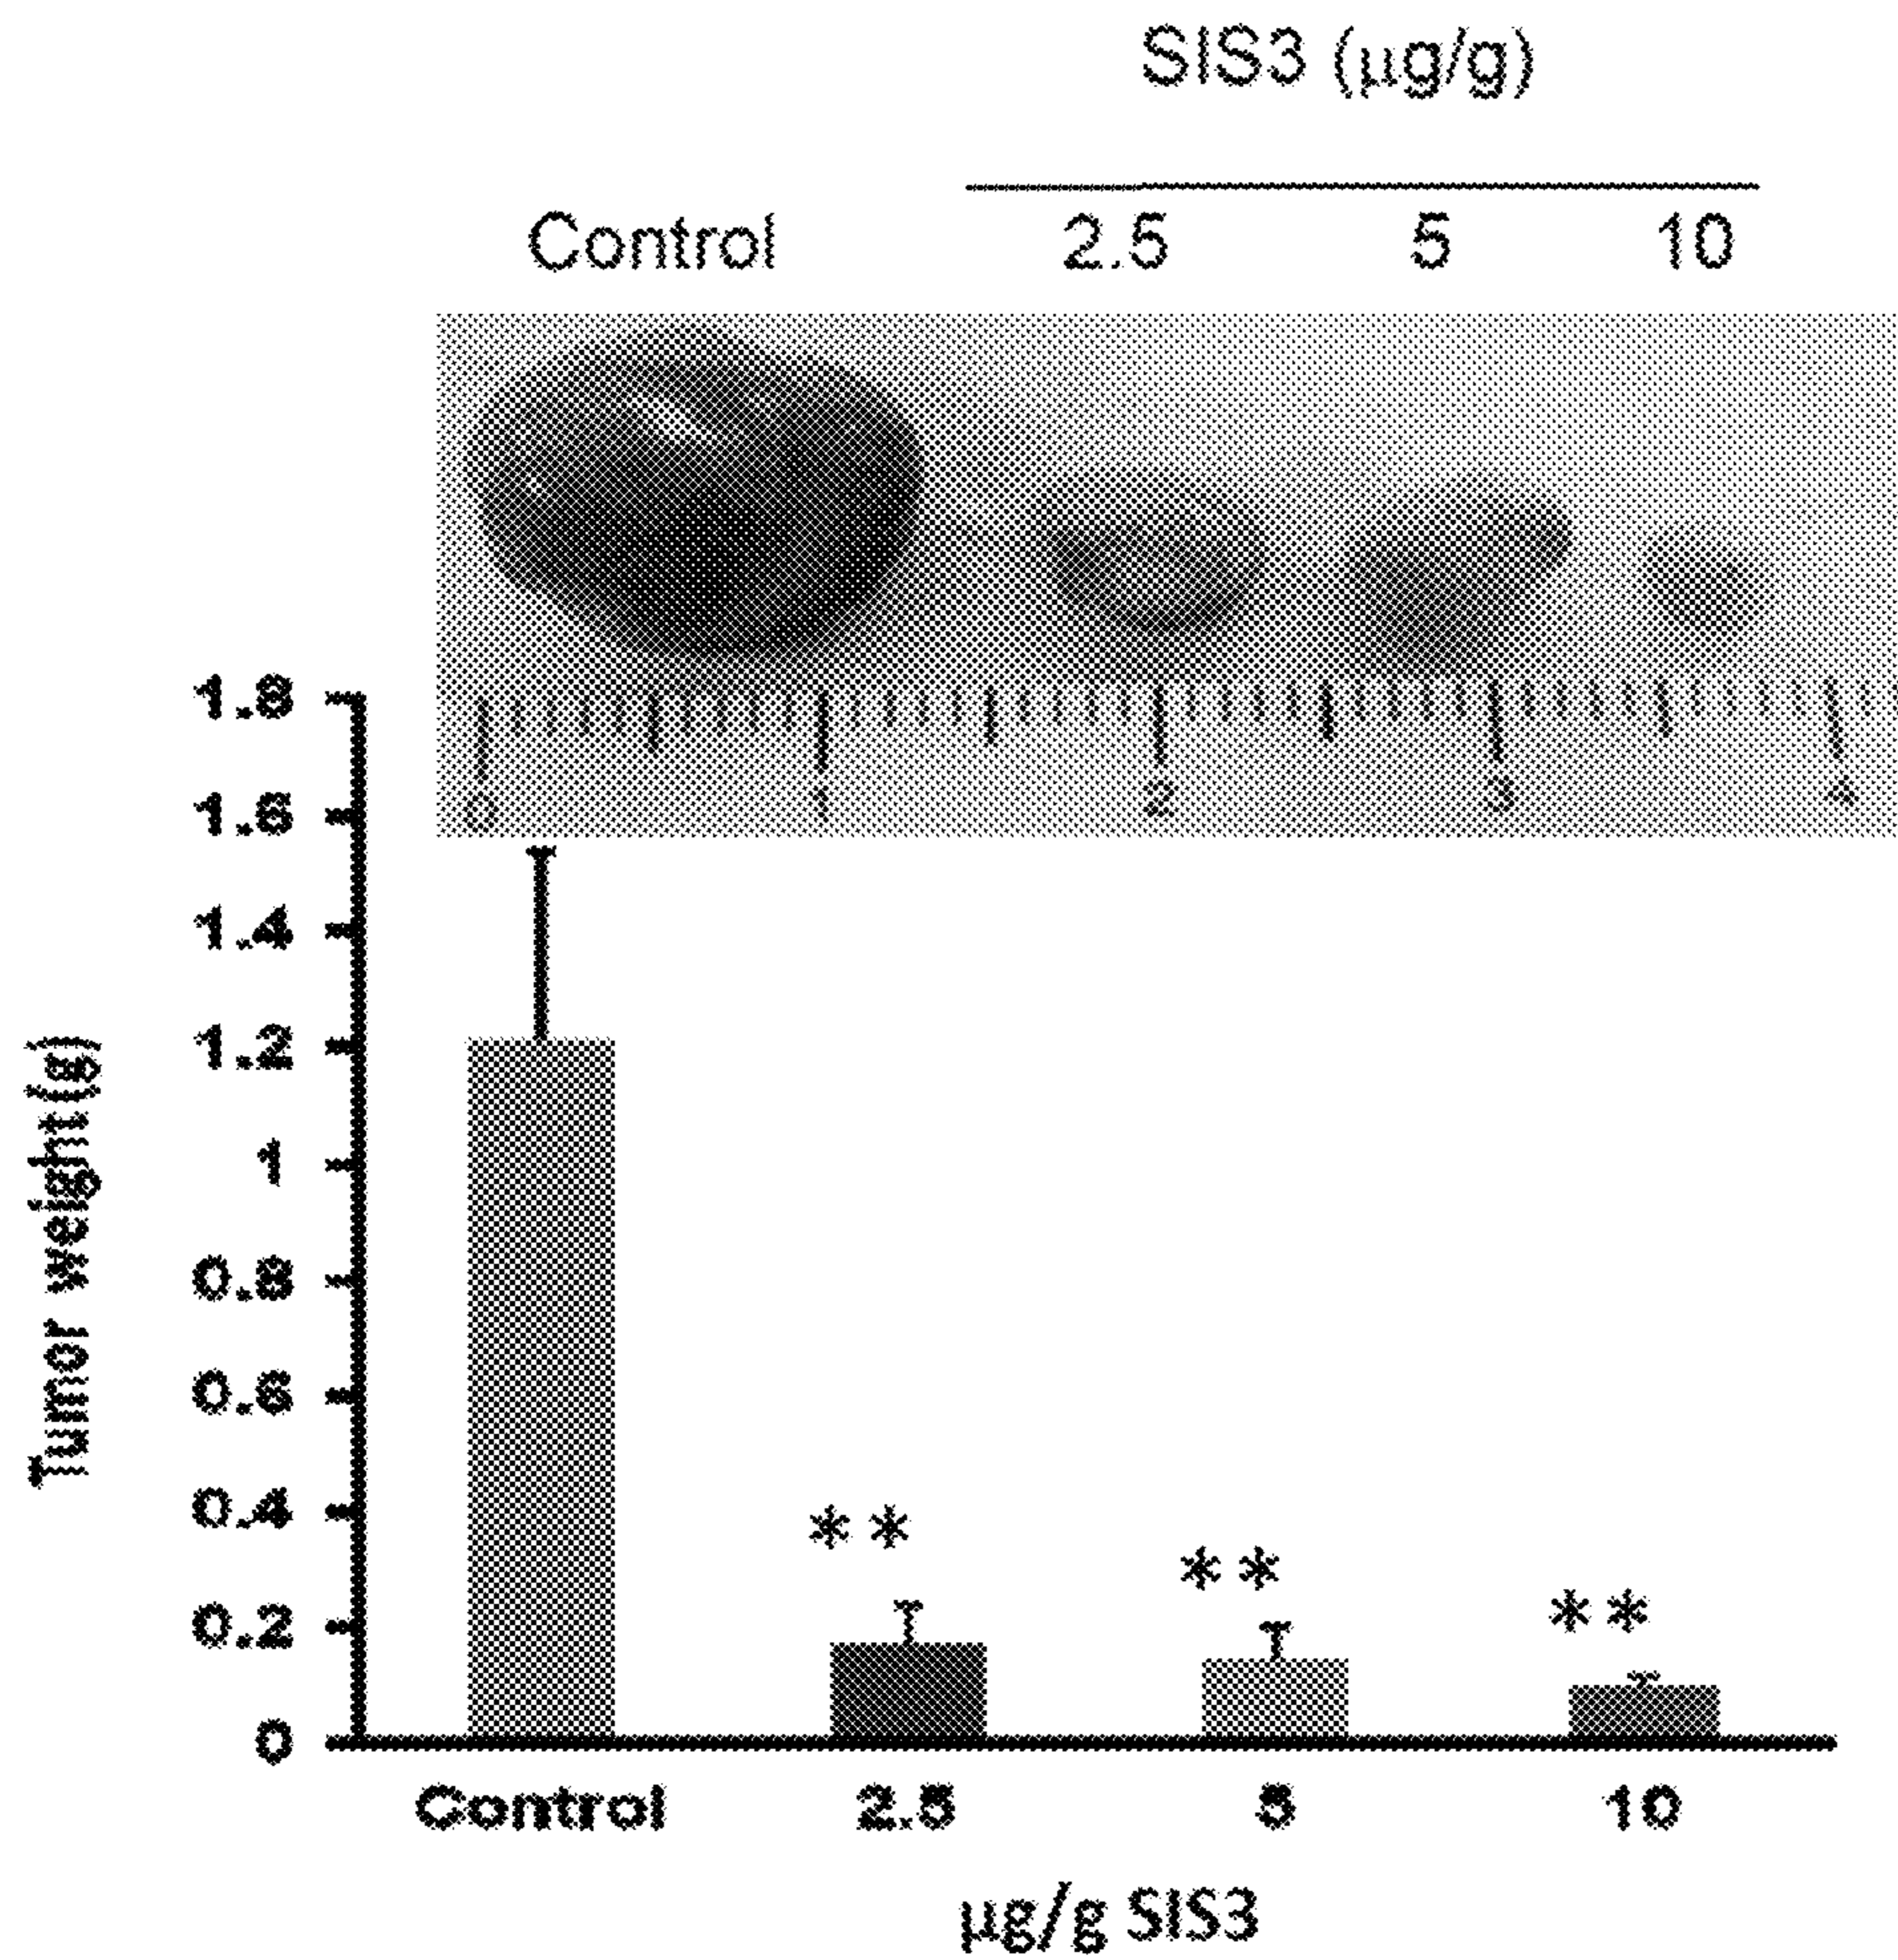 SIS3 (μg/g)
Control 2.5 5 10
0 1 2 3 4
1.8
1.6
1.4
1.2
1
0.8
0.6
0.4
0.2
0
Tumor weight (g)
**
**
**
Control 2.5 5 10
μg/g SIS3